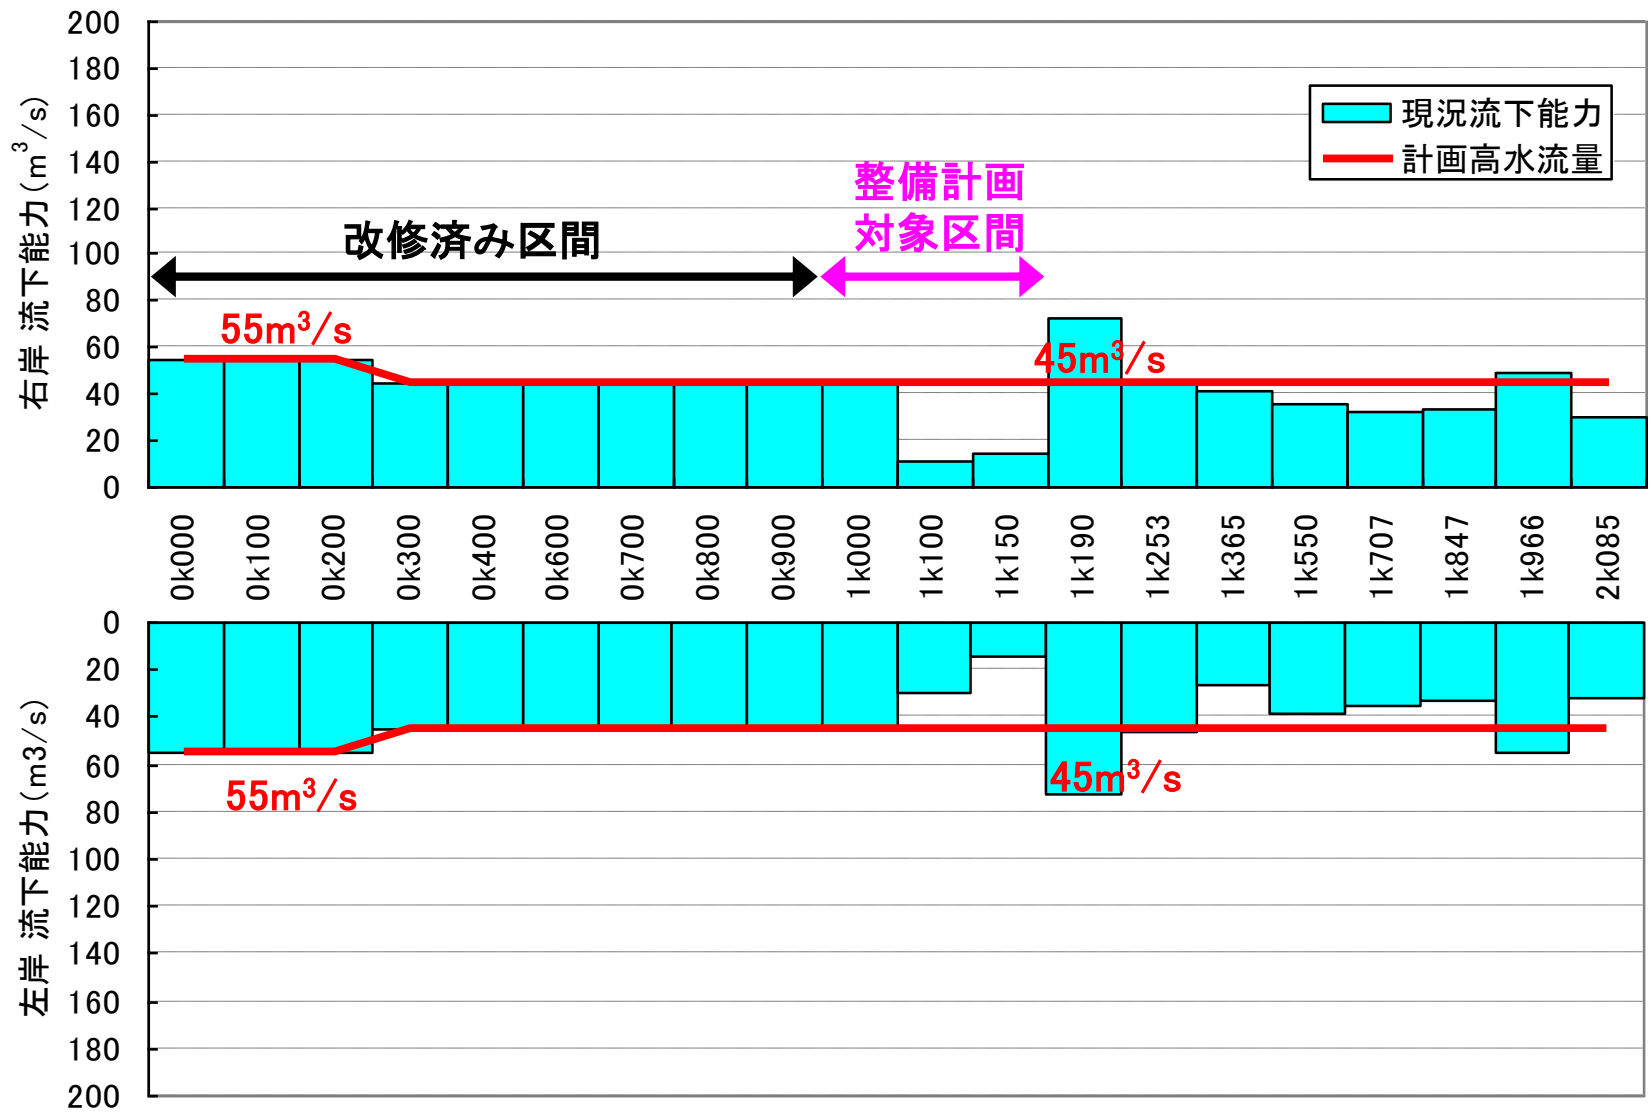 200
180
160
140
120
100
80
60
40
20
0
右岸 流下能力(m³/s)
現況流下能力
計画高水流量
改修済み区間
整備計画
対象区間
55m³/s
45m³/s
0k000
0k100
0k200
0k300
0k400
0k600
0k700
0k800
0k900
1k000
1k100
1k150
1k190
1k253
1k365
1k550
1k707
1k847
1k966
2k085
0
20
40
60
80
100
120
140
160
180
200
左岸 流下能力(m3/s)
55m³/s
45m³/s